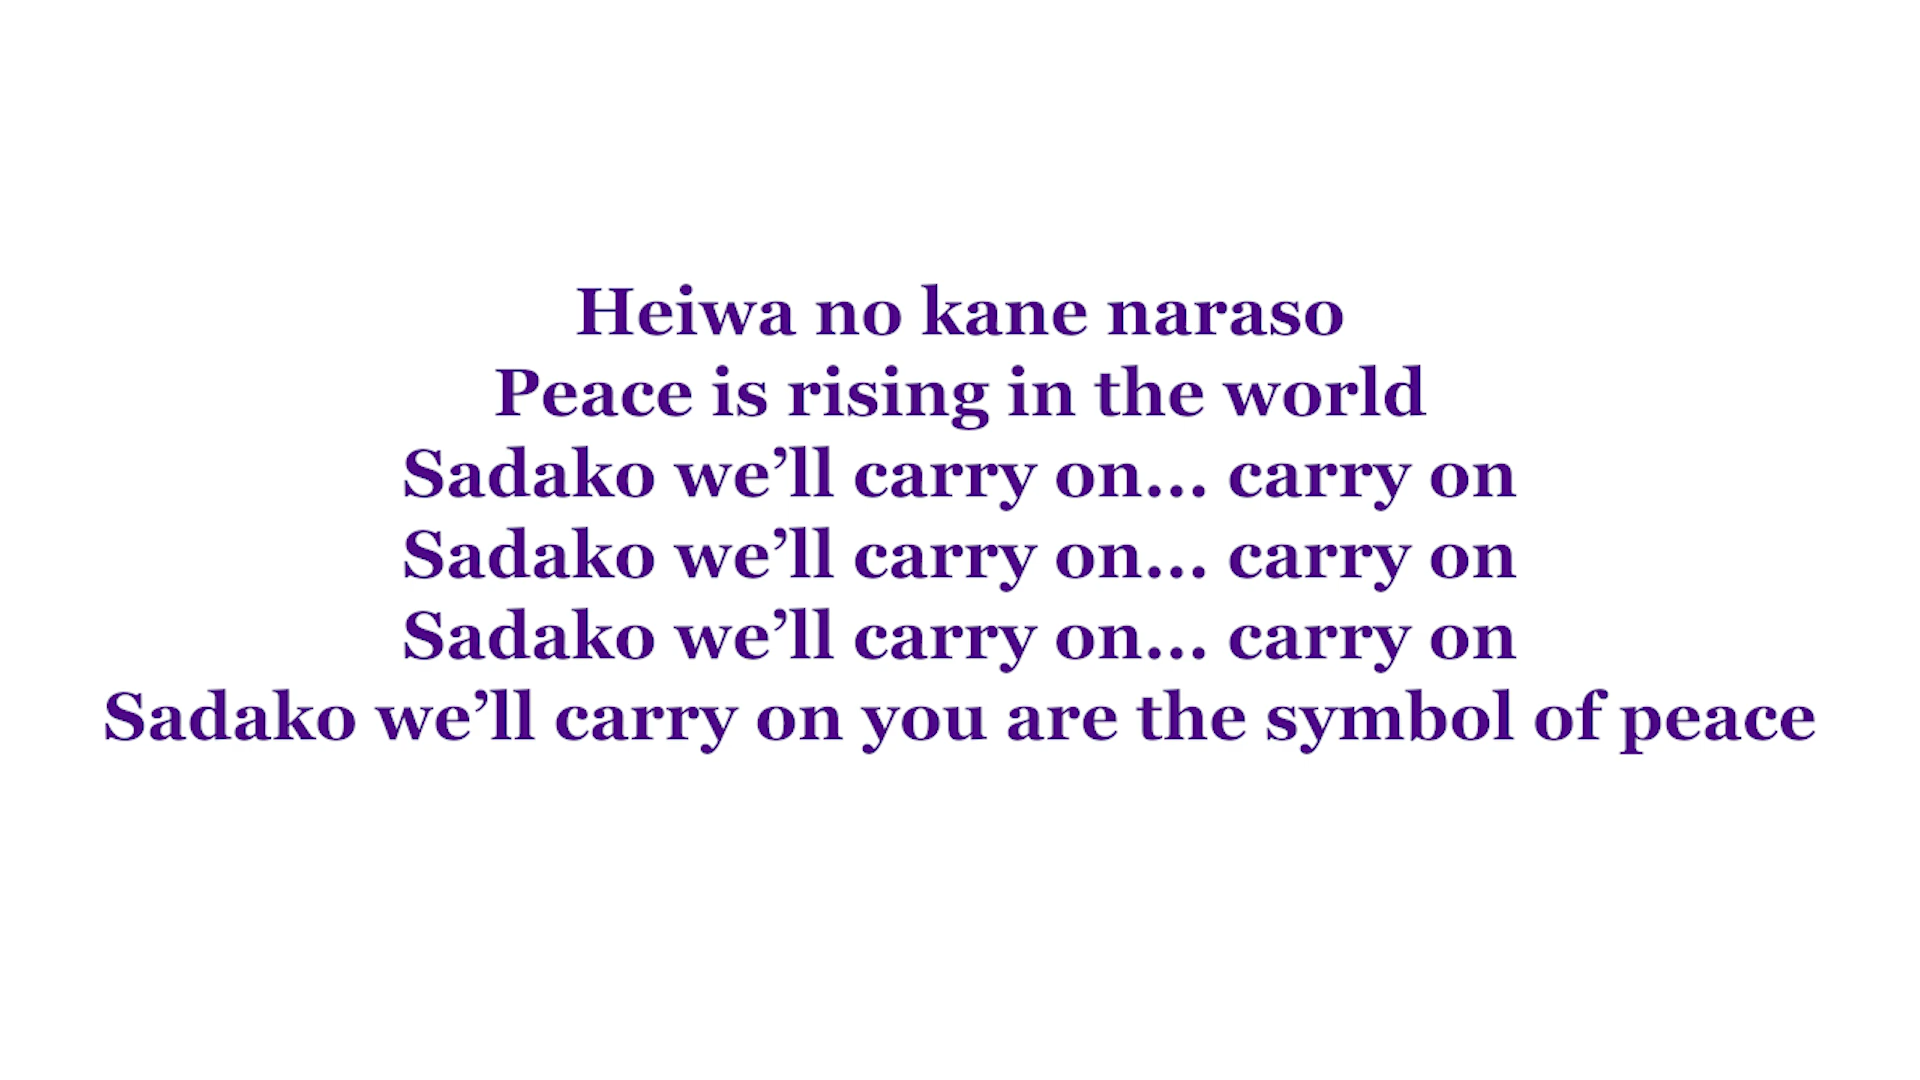 Heiwa no kane naraso
Peace is rising in the world
Sadako we’ll carry on... carry on
Sadako we’ll carry on... carry on
Sadako we’ll carry on... carry on
Sadako we’ll carry on you are the symbol of peace